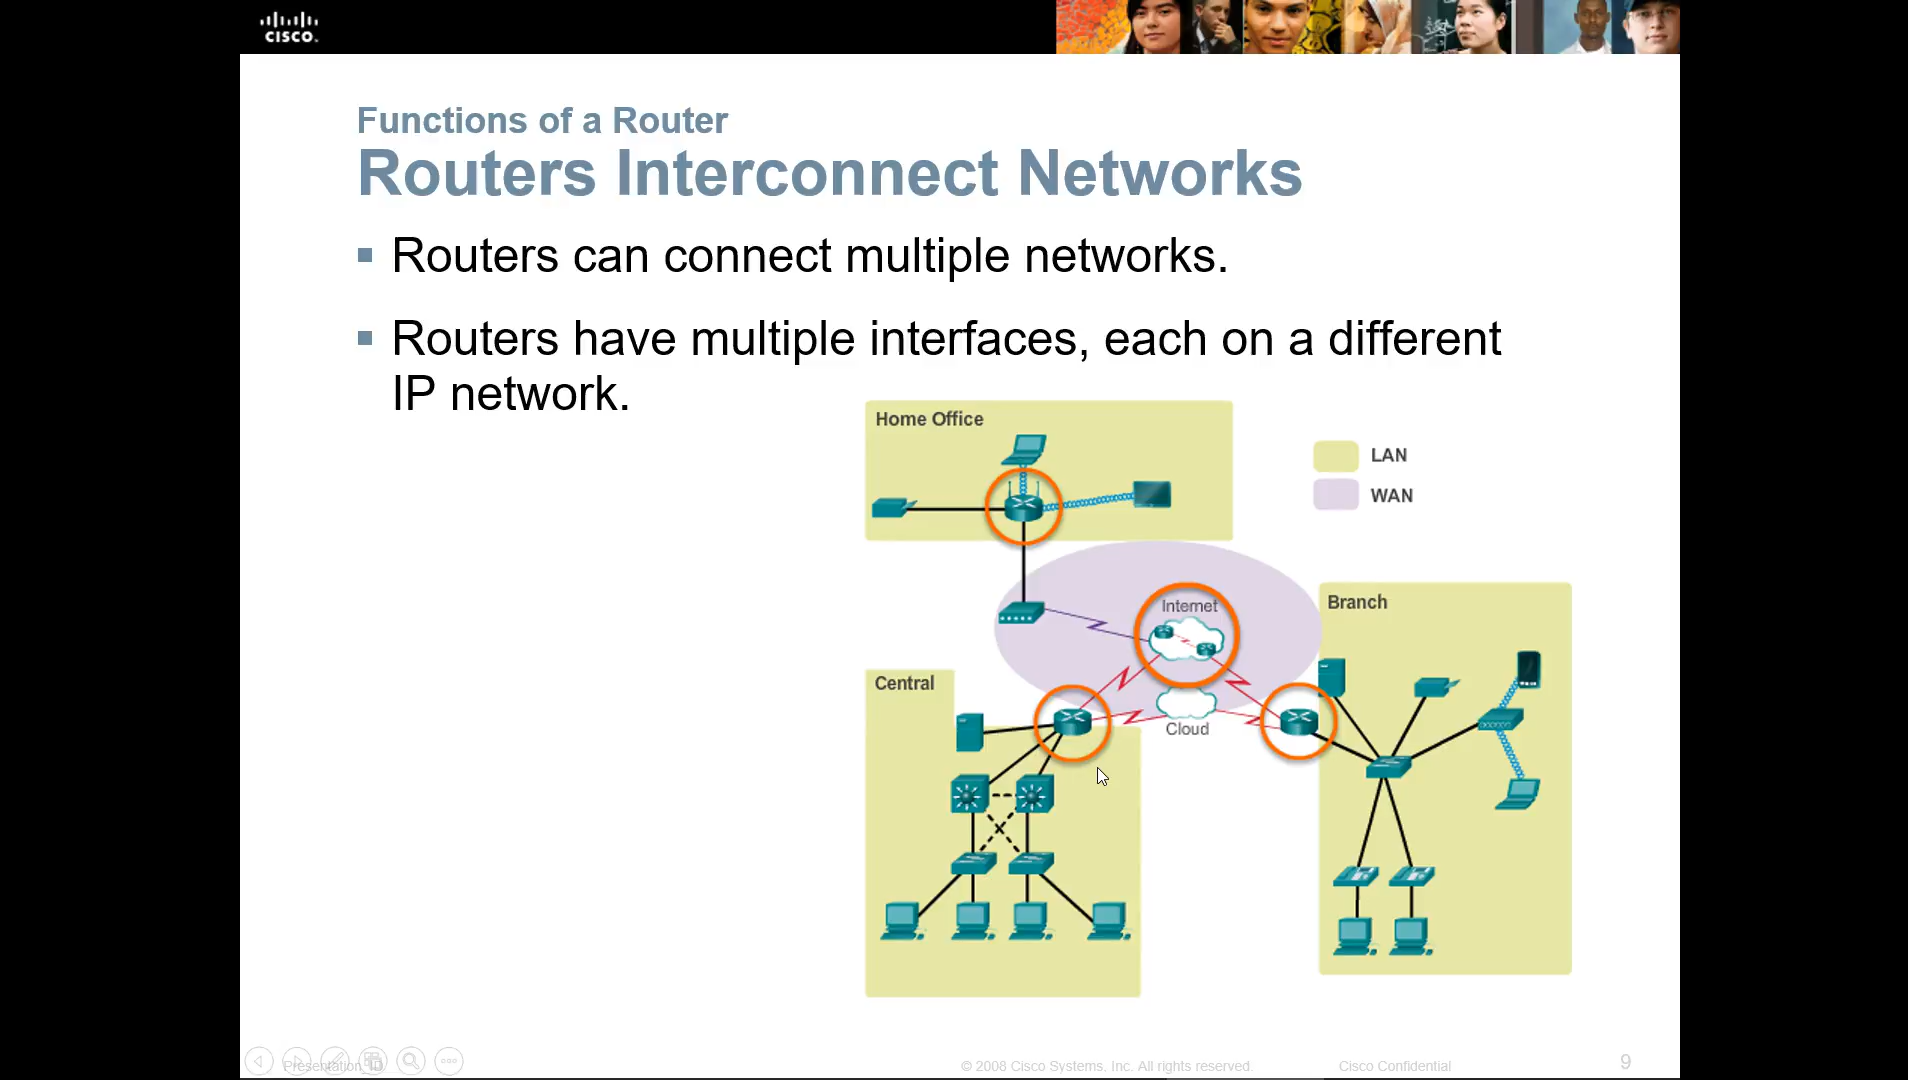 CISCO.
Functions of a Router
Routers Interconnect Networks
Routers can connect multiple networks.
Routers have multiple interfaces, each on a different
IP network.
Home Office
LAN
WAN
Internet
Branch
Central
Cloud
Presentation_ID
© 2008 Cisco Systems, Inc. All rights reserved.
Cisco Confidential
9